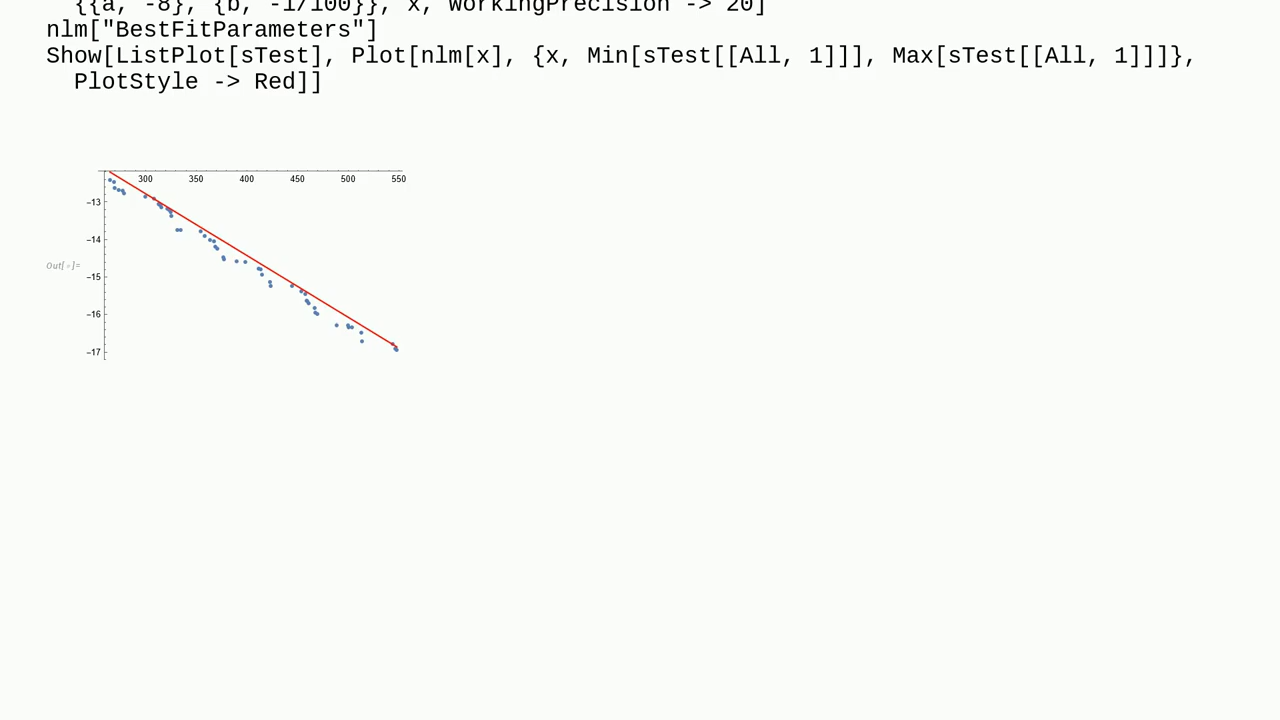 {{a, -8}, {b, -1/100}}, x, WorkingPrecision -> 20]
nlm["BestFitParameters"]
Show[ListPlot[sTest], Plot[nlm[x], {x, Min[sTest[[All, 1]]], Max[sTest[[All, 1]]]},
PlotStyle -> Red]]
300 350 400 450 500 550
-13
-14
Out[•]=
-15
-16
-17